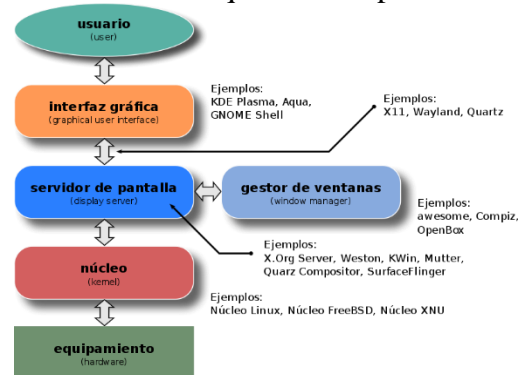 usuario
(user)
interfaz gráfica
(graphical user interface)
Ejemplos:
KDE Plasma, Aqua,
GNOME Shell
Ejemplos:
X11, Wayland, Quartz
servidor de pantalla
(display server)
gestor de ventanas
(window manager)
Ejemplos:
awesome, Compiz,
OpenBox
Ejemplos:
X.Org Server, Weston, KWin, Mutter,
Quarz Compositor, SurfaceFlinger
núcleo
(kernel)
Ejemplos:
Núcleo Linux, Núcleo FreeBSD, Núcleo XNU
equipamiento
(hardware)